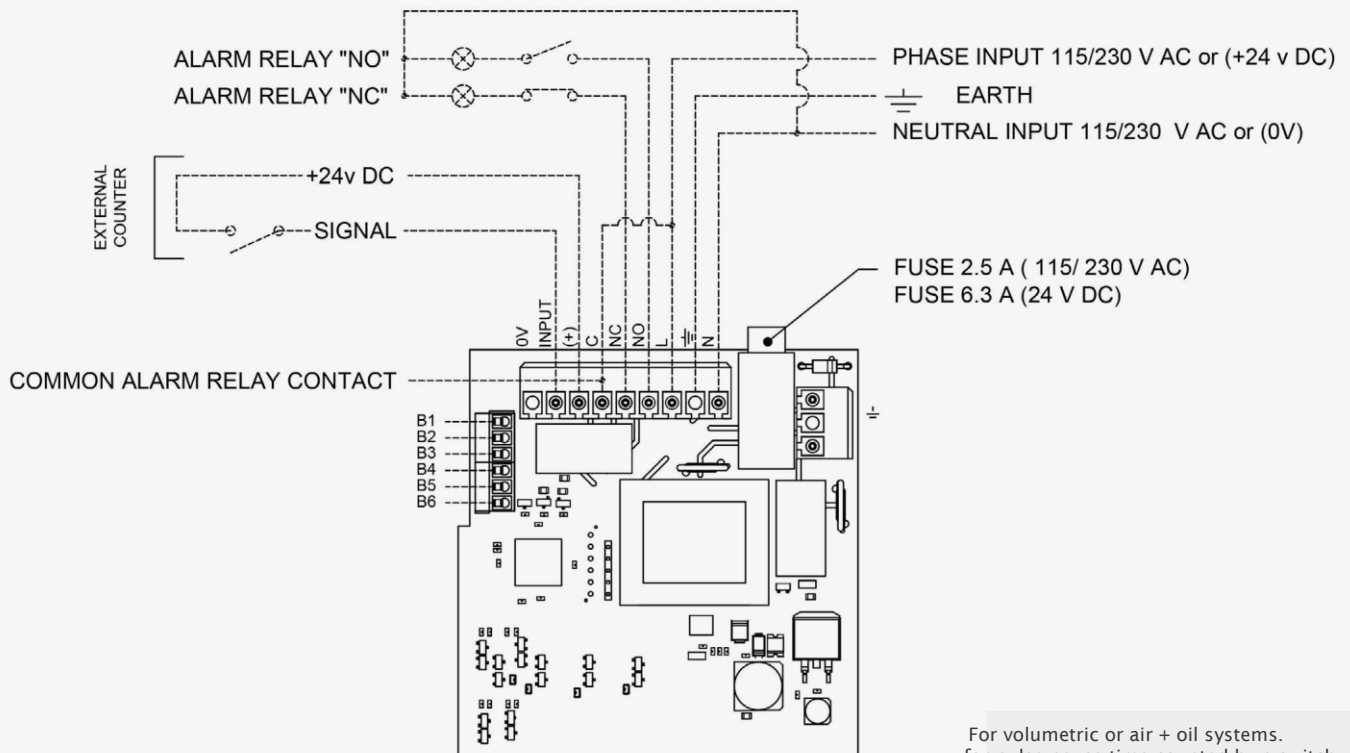 ALARM RELAY "NO"
ALARM RELAY "NC"
PHASE INPUT 115/230 V AC or (+24 v DC)
EARTH
NEUTRAL INPUT 115/230 V AC or (0V)
EXTERNAL
COUNTER
+24v DC
SIGNAL
FUSE 2.5 A ( 115/ 230 V AC)
FUSE 6.3 A (24 V DC)
0V
INPUT
(+)
C
NC
NO
L
N
COMMON ALARM RELAY CONTACT
B1
B2
B3
B4
B5
B6
For volumetric or air + oil systems.